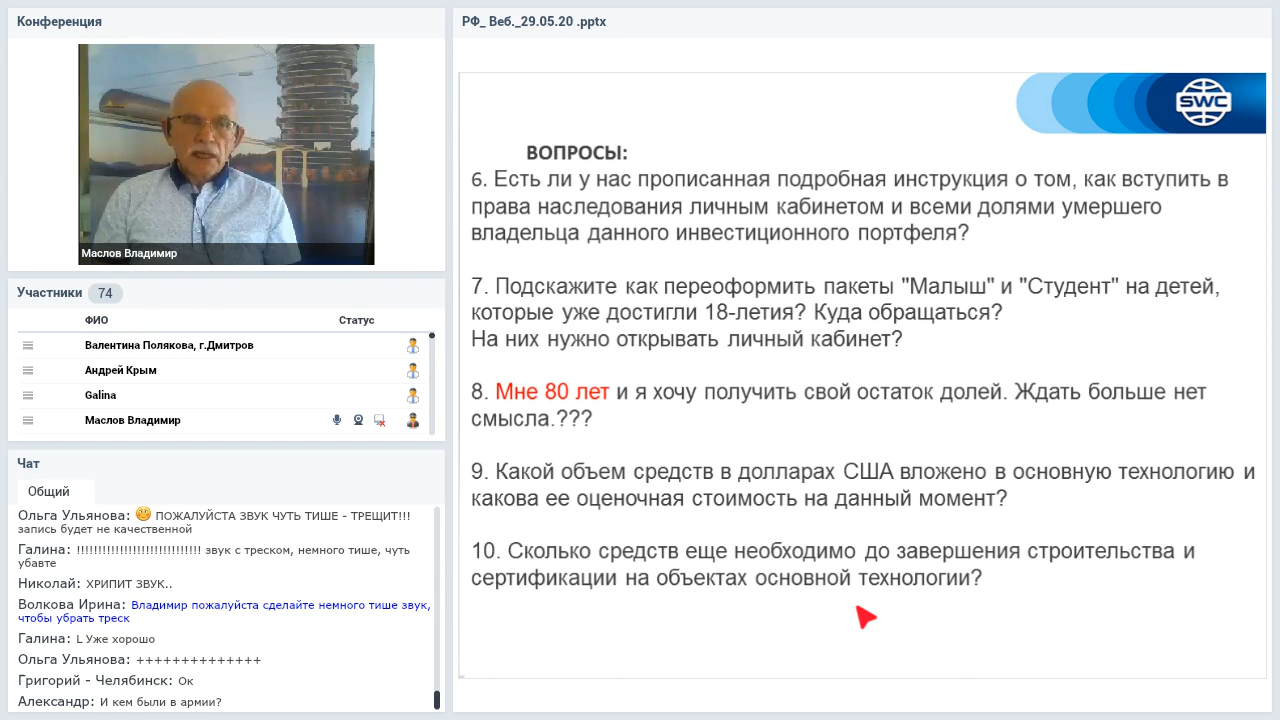 Конференция
Маслов Владимир
Участники 74
ФИО Статус
Валентина Полякова, г.Дмитров
Андрей Крым
Galina
Маслов Владимир
Чат
Общий
Ольга Ульянова: ПОЖАЛУЙСТА ЗВУК ЧУТЬ ТИШЕ - ТРЕЩИТ!!!
запись будет не качественной
Галина: !!!!!!!!!!!!!!!!!!!!!!!!!!!!! звук с треском, немного тише, чуть
убавте
Николай: ХРИПИТ ЗВУК..
Волкова Ирина: Владимир пожалуйста сделайте немного тише звук,
чтобы убрать треск
Галина: L Уже хорошо
Ольга Ульянова: ++++++++++++++
Григорий - Челябинск: Ок
Александр: И кем были в армии?
РФ_ Веб._29.05.20 .pptx
SWC
ВОПРОСЫ:
6. Есть ли у нас прописанная подробная инструкция о том, как вступить в
права наследования личным кабинетом и всеми долями умершего
владельца данного инвестиционного портфеля?
7. Подскажите как переоформить пакеты "Малыш" и "Студент" на детей,
которые уже достигли 18-летия? Куда обращаться?
На них нужно открывать личный кабинет?
8. Мне 80 лет и я хочу получить свой остаток долей. Ждать больше нет
смысла.???
9. Какой объем средств в долларах США вложено в основную технологию и
какова ее оценочная стоимость на данный момент?
10. Сколько средств еще необходимо до завершения строительства и
сертификации на объектах основной технологии?